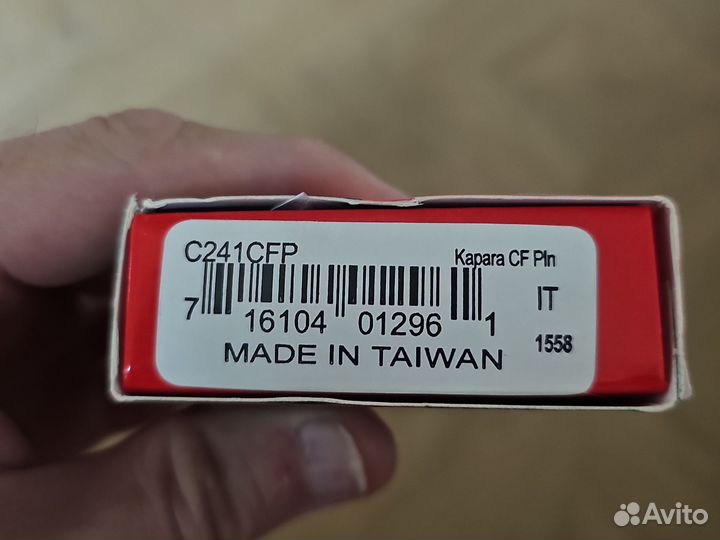 C241CFP
Kapara CF Pln
7 16104 01296 1
IT
MADE IN TAIWAN
1558
Avito